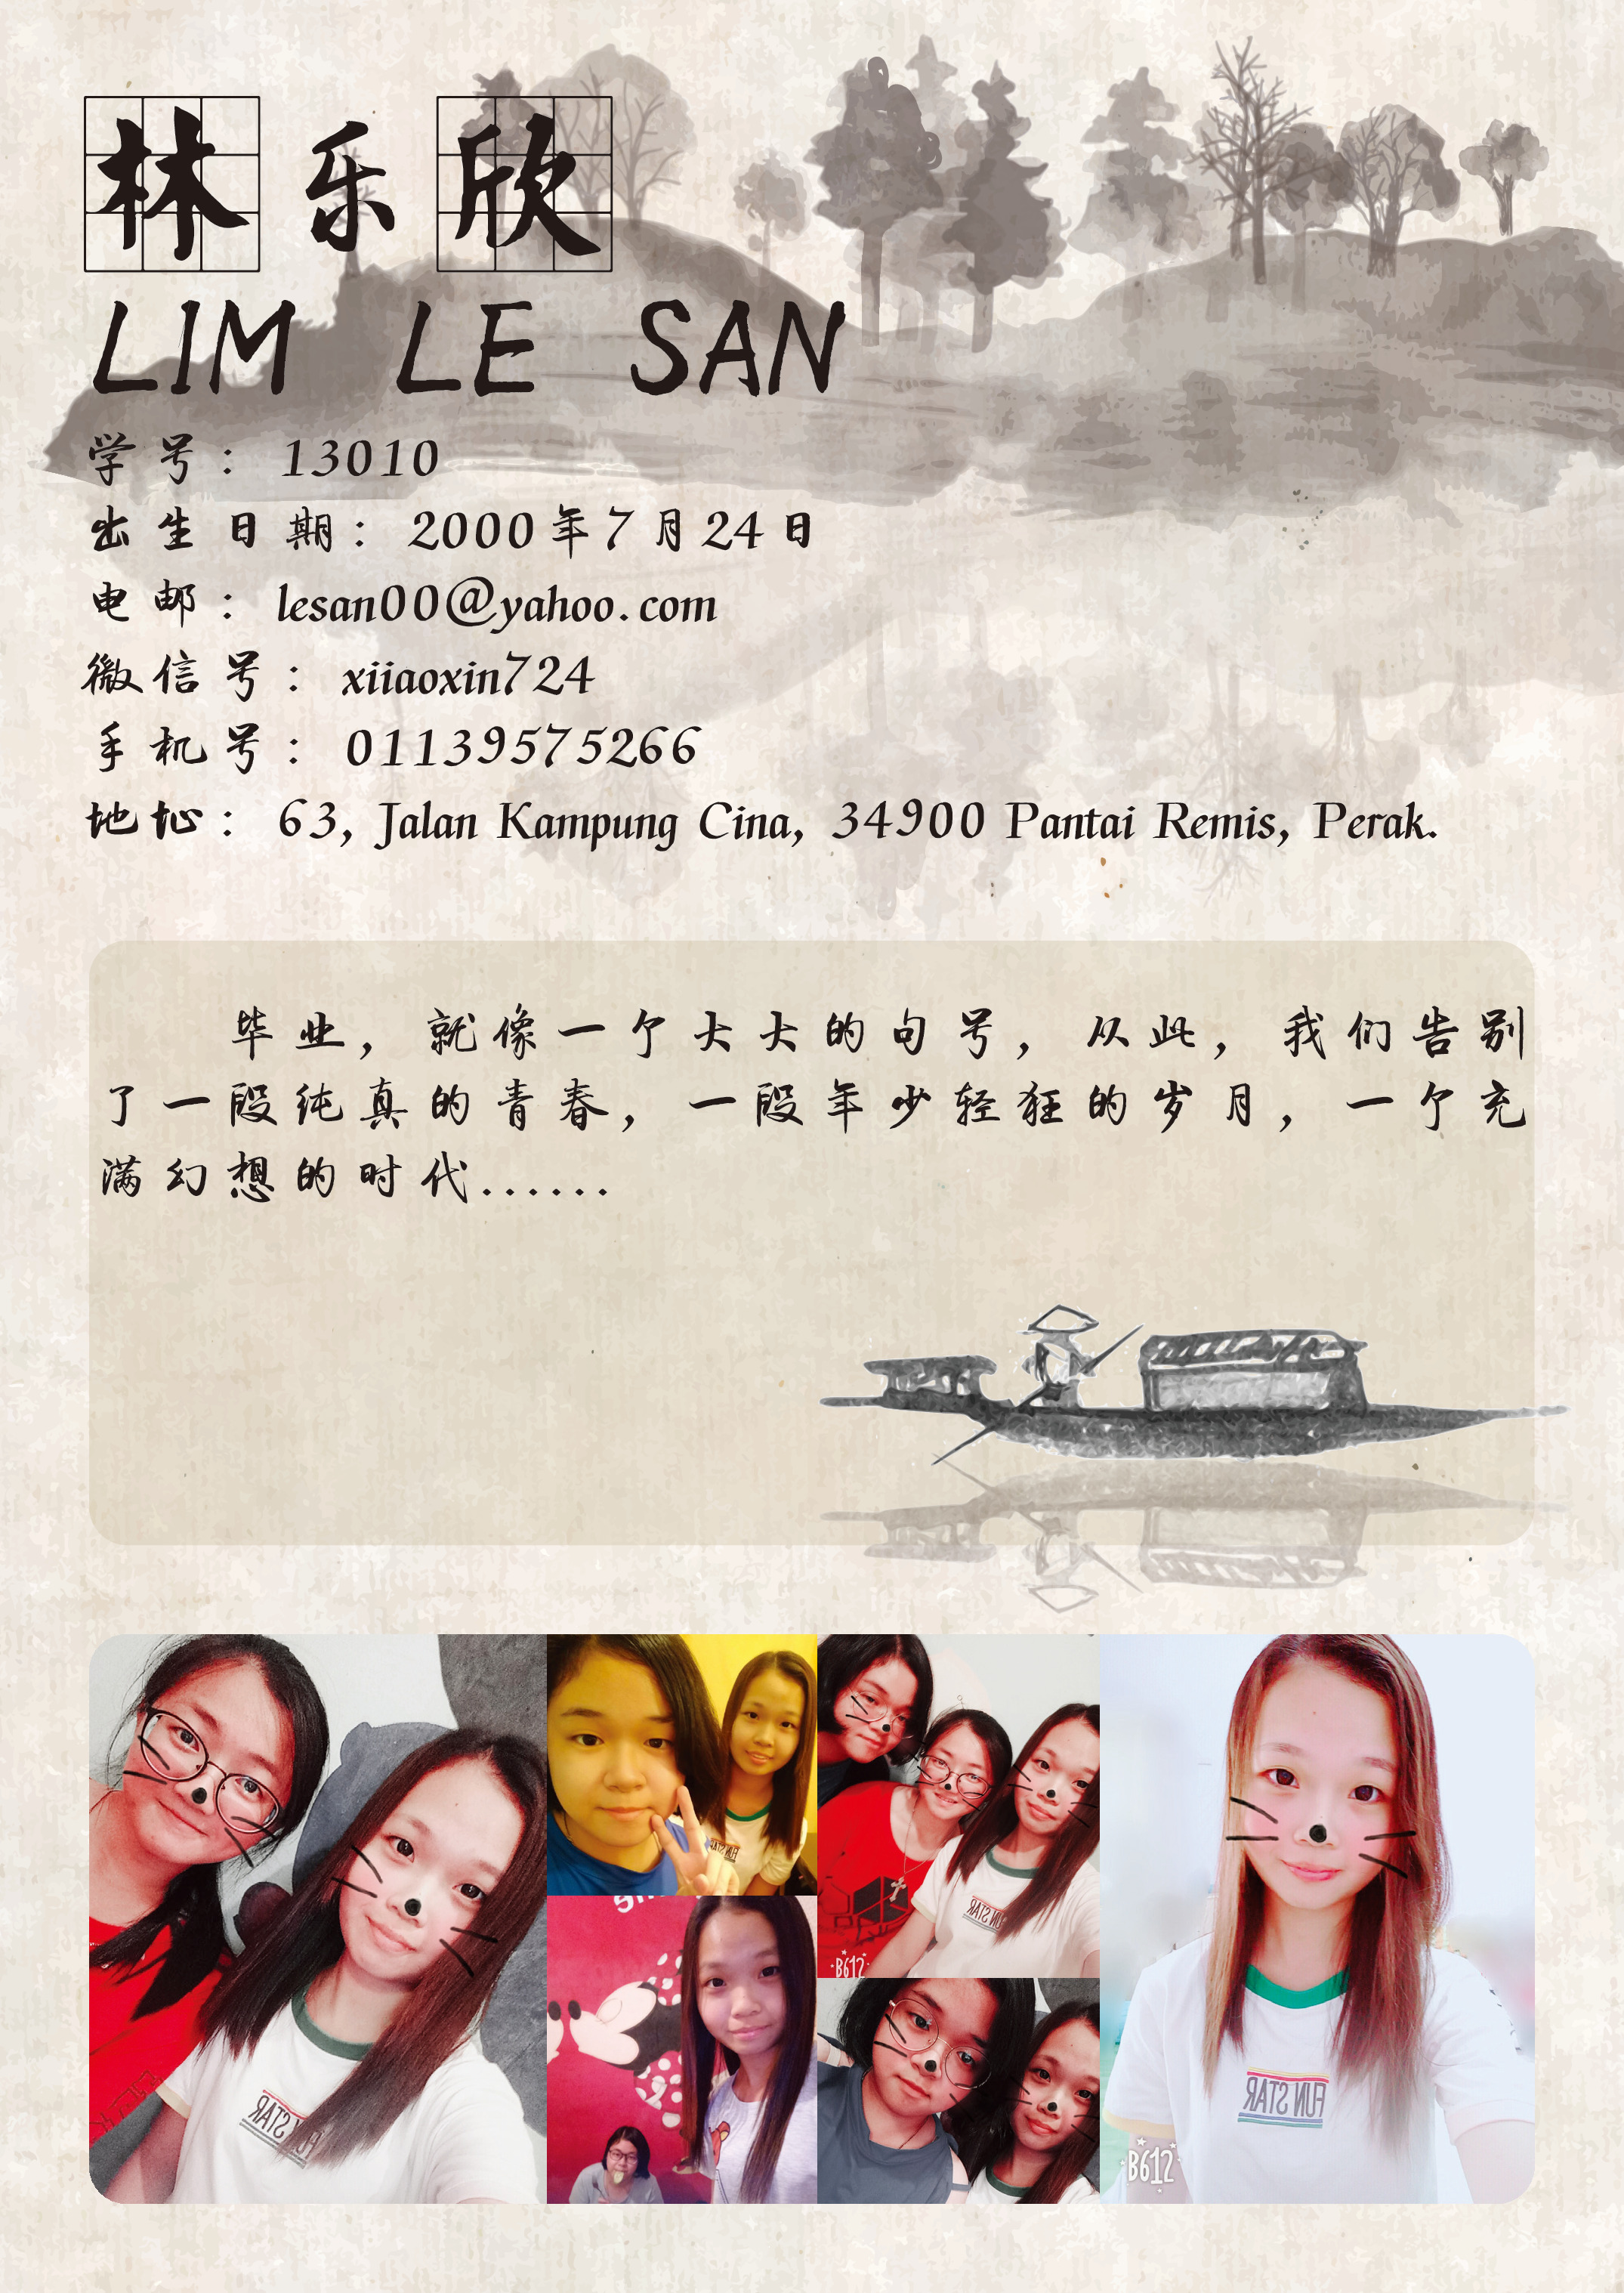 林乐欣
LIM LE SAN
学号： 13010
出生日期： 2000年7月24日
电邮： lesan00@yahoo.com
微信号： xiiaoxin724
手机号： 01139575266
地址： 63, Jalan Kampung Cina, 34900 Pantai Remis, Perak.
毕业，就像一个大大的句号，从此，我们告别
了一段纯真的青春，一段年少轻狂的岁月，一个充
满幻想的时代......
FUN STAR
FUN STAR
B612
FUN STAR
B612